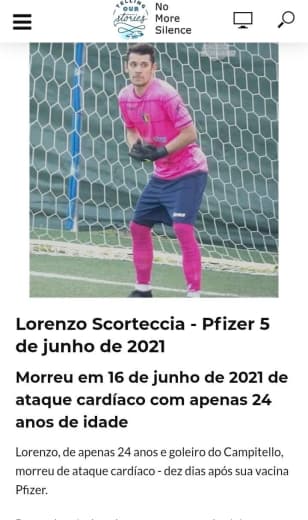 TELLING
OUR
stories
No
More
Silence
Lorenzo Scorteccia - Pfizer 5
de junho de 2021
Morreu em 16 de junho de 2021 de
ataque cardíaco com apenas 24
anos de idade
Lorenzo, de apenas 24 anos e goleiro do Campitello,
morreu de ataque cardíaco - dez dias após sua vacina
Pfizer.